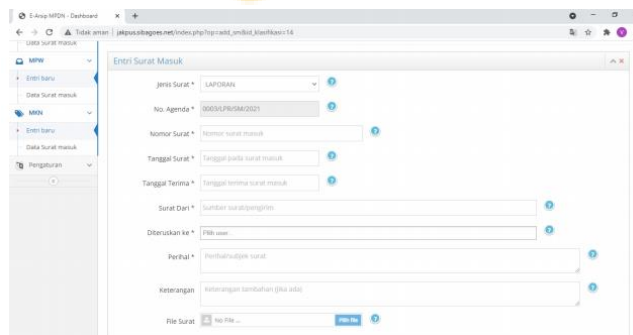 E-Arsip MPDN - Dashboard
Tidak aman | jakpus.sibagoes.net/index.php?op=add_sm&id_klasifikasi=14
Data Surat masuk
MPW
Entri baru
Data Surat masuk
MKN
Entri baru
Data Surat masuk
Pengaturan
Entri Surat Masuk
Jenis Surat * LAPORAN
No. Agenda * 0003/LPR/SM/2021
Nomor Surat * Nomor surat masuk
Tanggal Surat * Tanggal pada surat masuk
Tanggal Terima * Tanggal terima surat masuk
Surat Dari * Sumber surat/pengirim
Diteruskan ke * Pilih user
Perihal * Perihal/subjek surat
Keterangan Keterangan tambahan (jika ada)
File Surat No File ... Pilih file